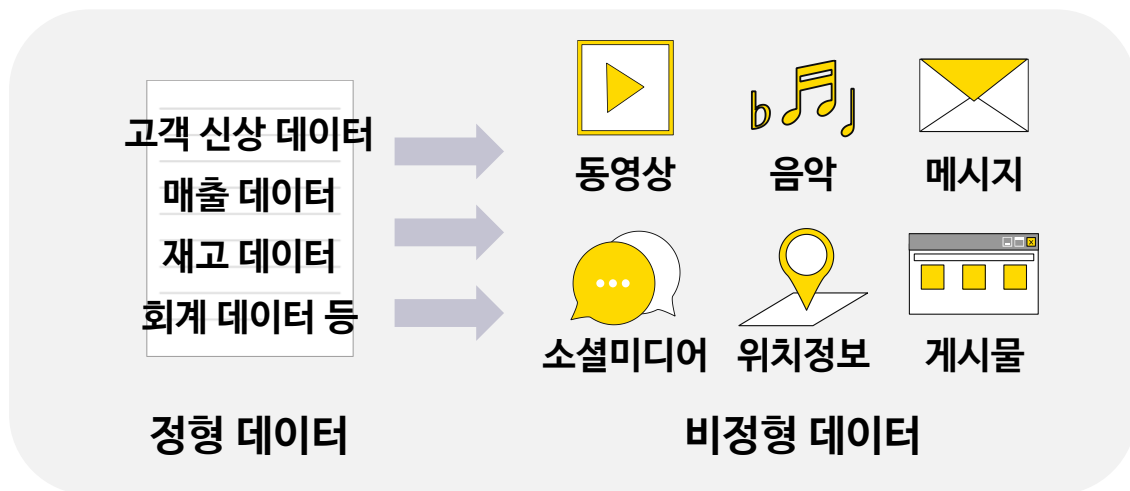 고객 신상 데이터
매출 데이터
재고 데이터
회계 데이터 등
정형 데이터
동영상 음악 메시지
소셜미디어 위치정보 게시물
비정형 데이터